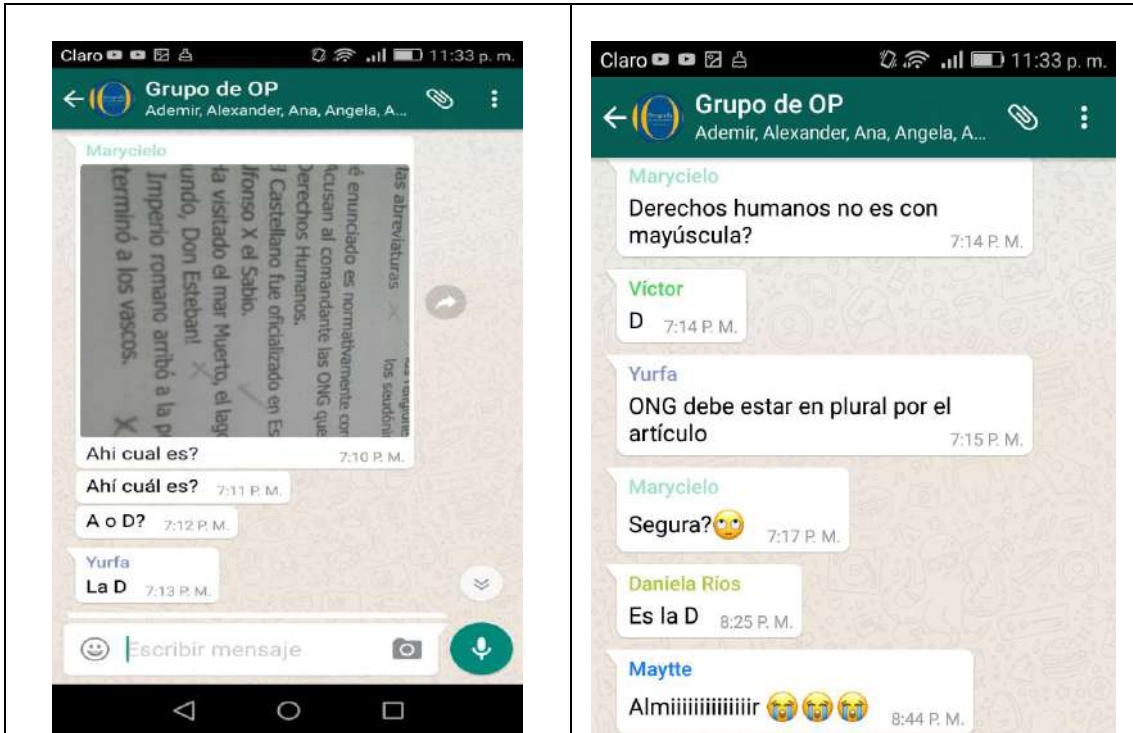 Claro 11:33 p. m.
Grupo de OP
Ademir, Alexander, Ana, Angela, A...
Marycielo
las abreviaturas
los seudóni
é enunciado es normativamente cor
Acusan al comandante las ONG que
Derechos Humanos.
El Castellano fue oficializado en Es
lfonso X el Sabio.
Ha visitado el mar Muerto, el lago
undo, Don Esteban!
Imperio romano arribó a la p
terminó a los vascos.
Ahi cual es?
7:10 P. M.
Ahí cuál es? 7:11 P. M.
A o D? 7:12 P. M.
Yurfa
La D 7:13 P. M.
Escribir mensaje
Claro 11:33 p. m.
Grupo de OP
Ademir, Alexander, Ana, Angela, A...
Marycielo
Derechos humanos no es con
mayúscula? 7:14 P. M.
Víctor
D 7:14 P. M.
Yurfa
ONG debe estar en plural por el
artículo 7:15 P. M.
Marycielo
Segura? 7:17 P. M.
Daniela Ríos
Es la D 8:25 P. M.
Maytte
Almiiiiiiiiiiiiiiir 8:44 P. M.